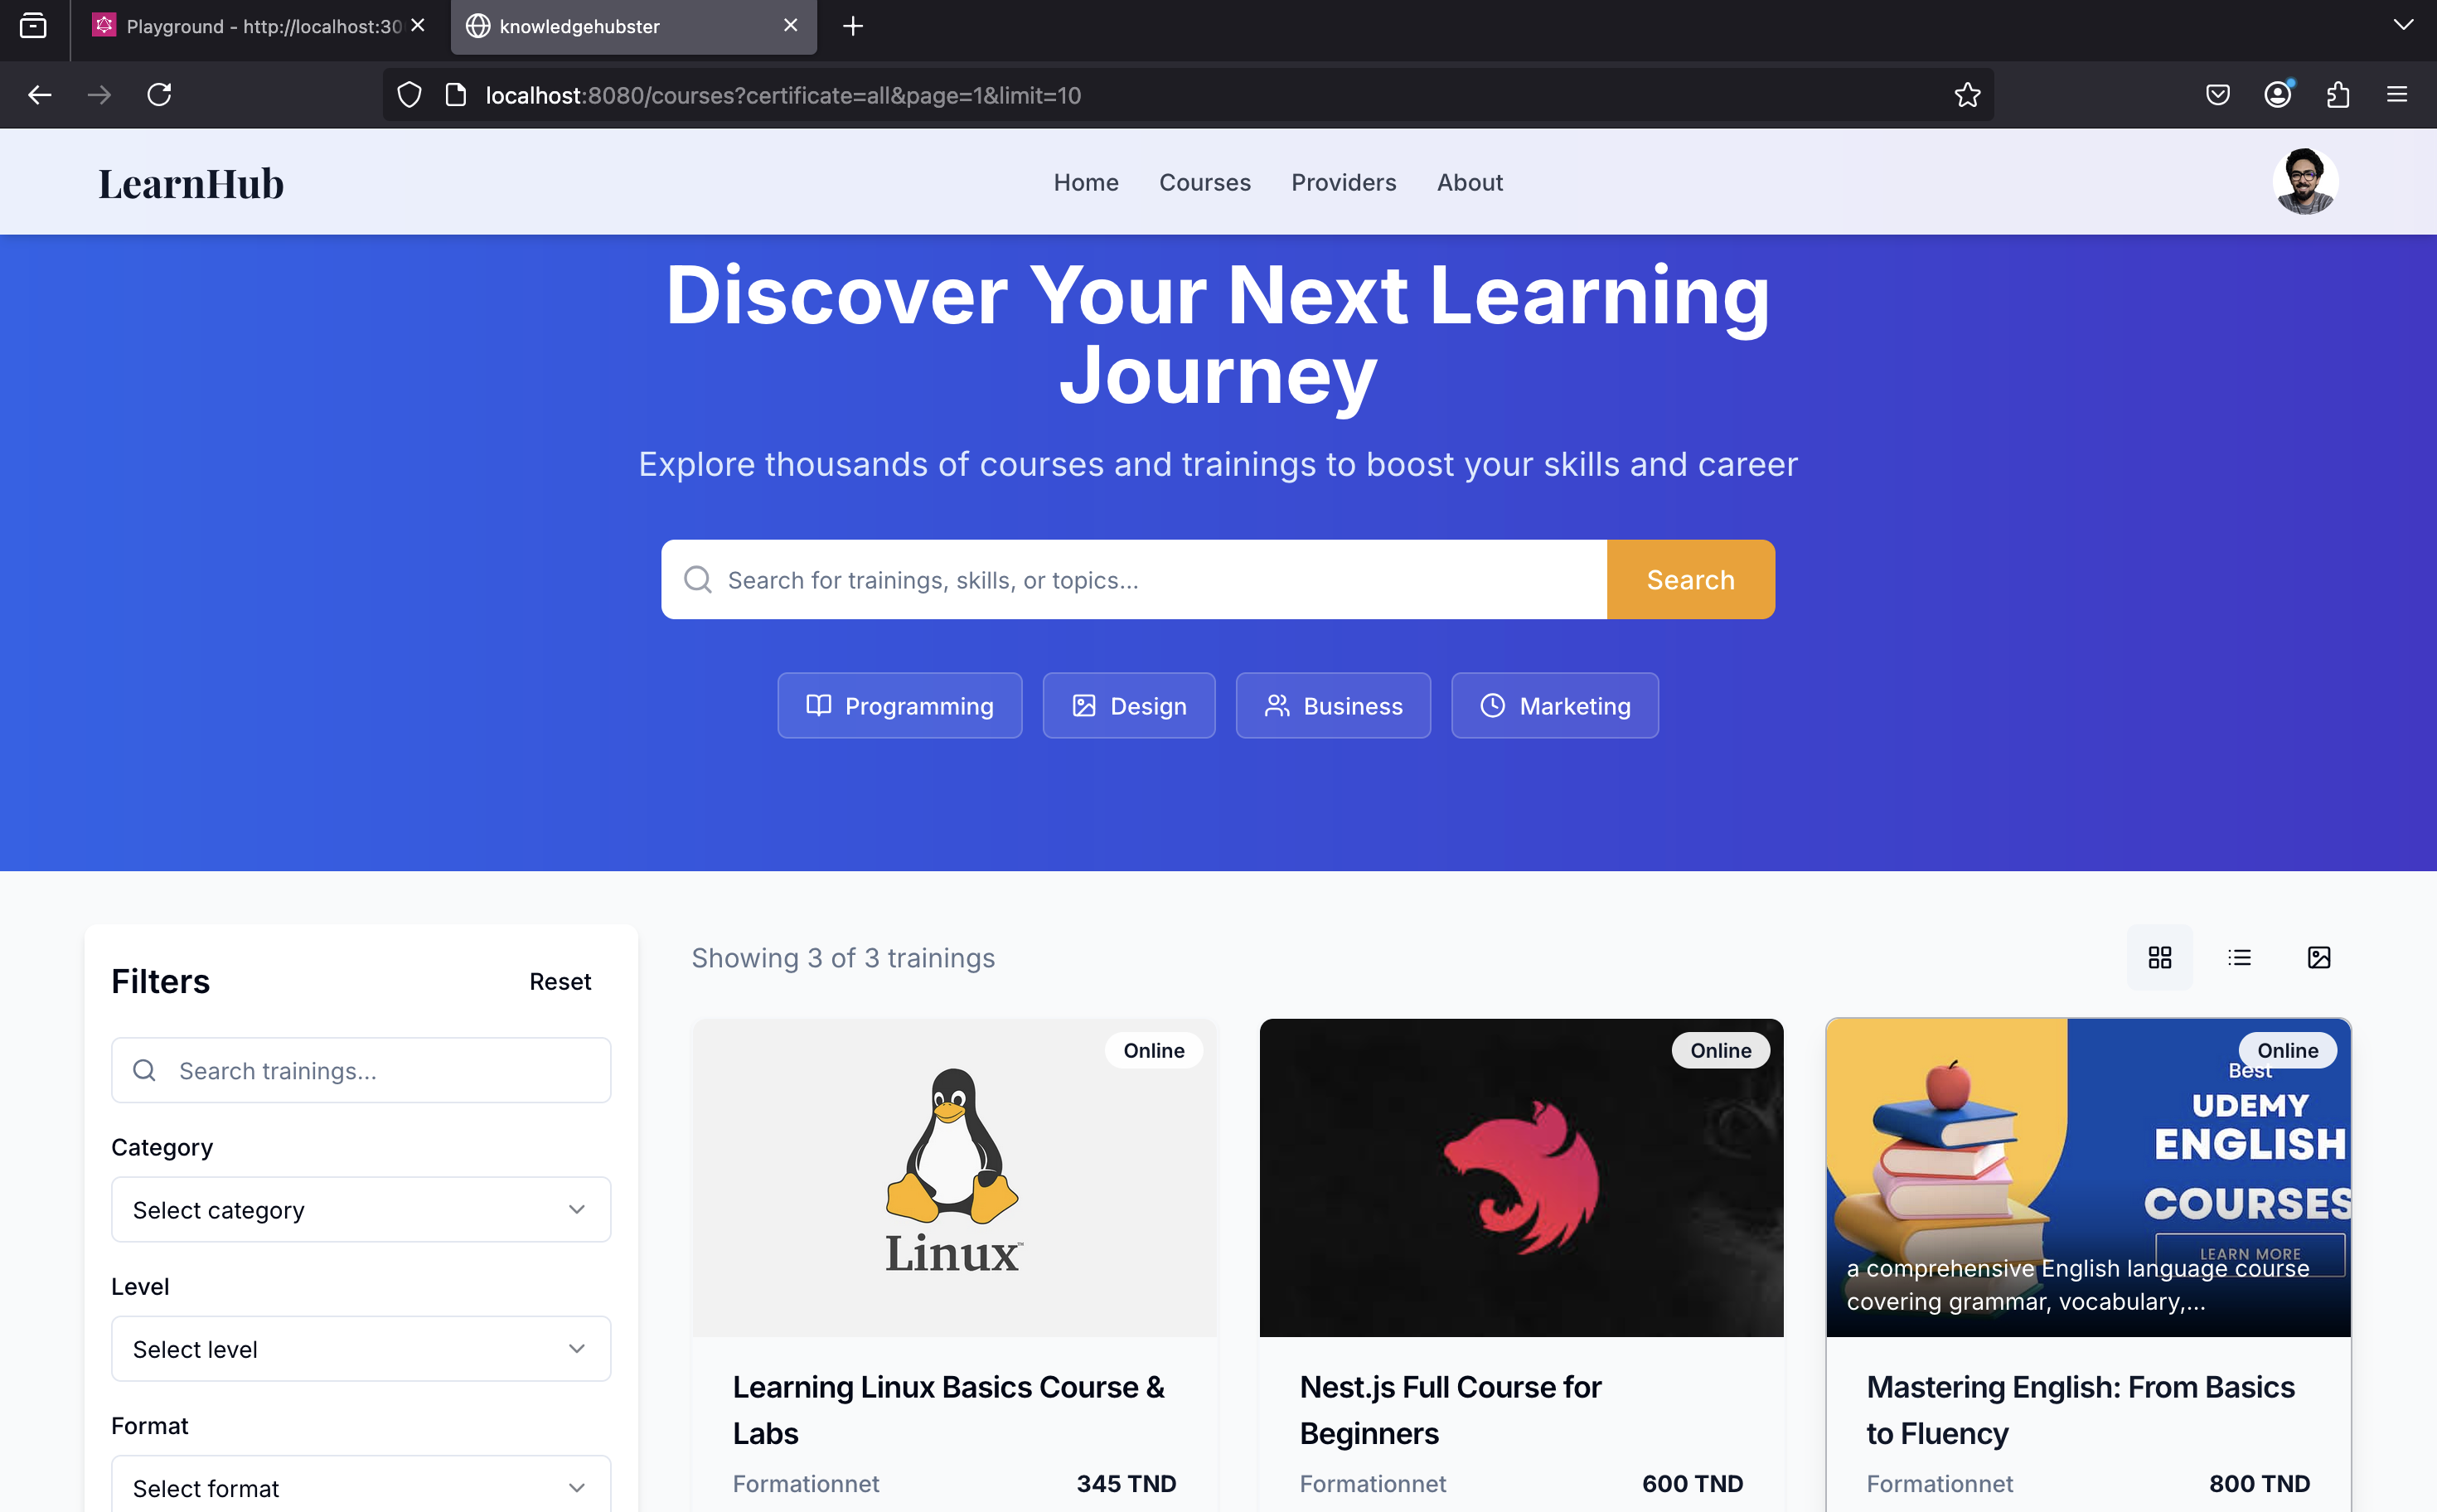 Playground - http://localhost:30
knowledgehubster
localhost:8080/courses?certificate=all&page=1&limit=10
LearnHub
Home
Courses
Providers
About
Discover Your Next Learning
Journey
Explore thousands of courses and trainings to boost your skills and career
Search for trainings, skills, or topics...
Search
Programming
Design
Business
Marketing
Filters
Reset
Search trainings...
Category
Select category
Level
Select level
Format
Select format
Showing 3 of 3 trainings
Online
Linux™
Learning Linux Basics Course &
Labs
Formationnet
345 TND
Online
Nest.js Full Course for
Beginners
Formationnet
600 TND
Online
Best
UDEMY
ENGLISH
COURSES
LEARN MORE
a comprehensive English language course
covering grammar, vocabulary,...
Mastering English: From Basics
to Fluency
Formationnet
800 TND